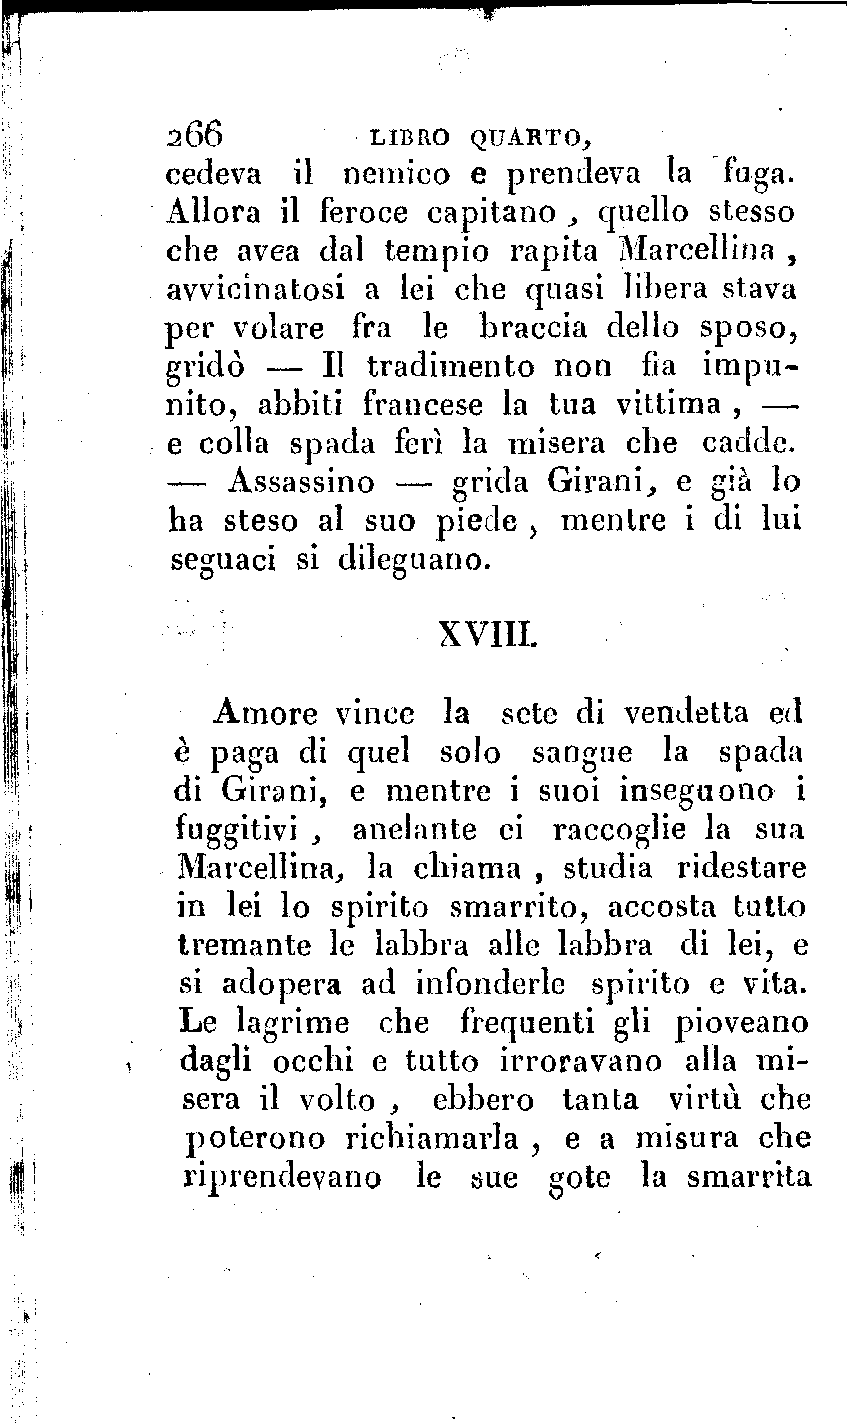 266 LIBRO QUARTO,
cedeva il nemico e prendeva la fuga.
Allora il feroce capitano , quello stesso
che avea dal tempio rapita Marcellina ,
avvicinatosi a lei che quasi libera stava
per volare fra le braccia dello sposo,
gridò — Il tradimento non fia impu-
nito, abbiti francese la tua vittima , —
e colla spada ferì la misera che cadde.
— Assassino — grida Girani, e già lo
ha steso al suo piede , mentre i di lui
seguaci si dileguano.
XVIII.
Amore vince la sete di vendetta ed
è paga di quel solo sangue la spada
di Girani, e mentre i suoi inseguono i
fuggitivi , anelante ei raccoglie la sua
Marcellina, la chiama , studia ridestare
in lei lo spirito smarrito, accosta tutto
tremante le labbra alle labbra di lei, e
si adopera ad infonderle spirito e vita.
Le lagrime che frequenti gli pioveano
dagli occhi e tutto irroravano alla mi-
sera il volto , ebbero tanta virtù che
poterono richiamarla , e a misura che
riprendevano le sue gote la smarrita